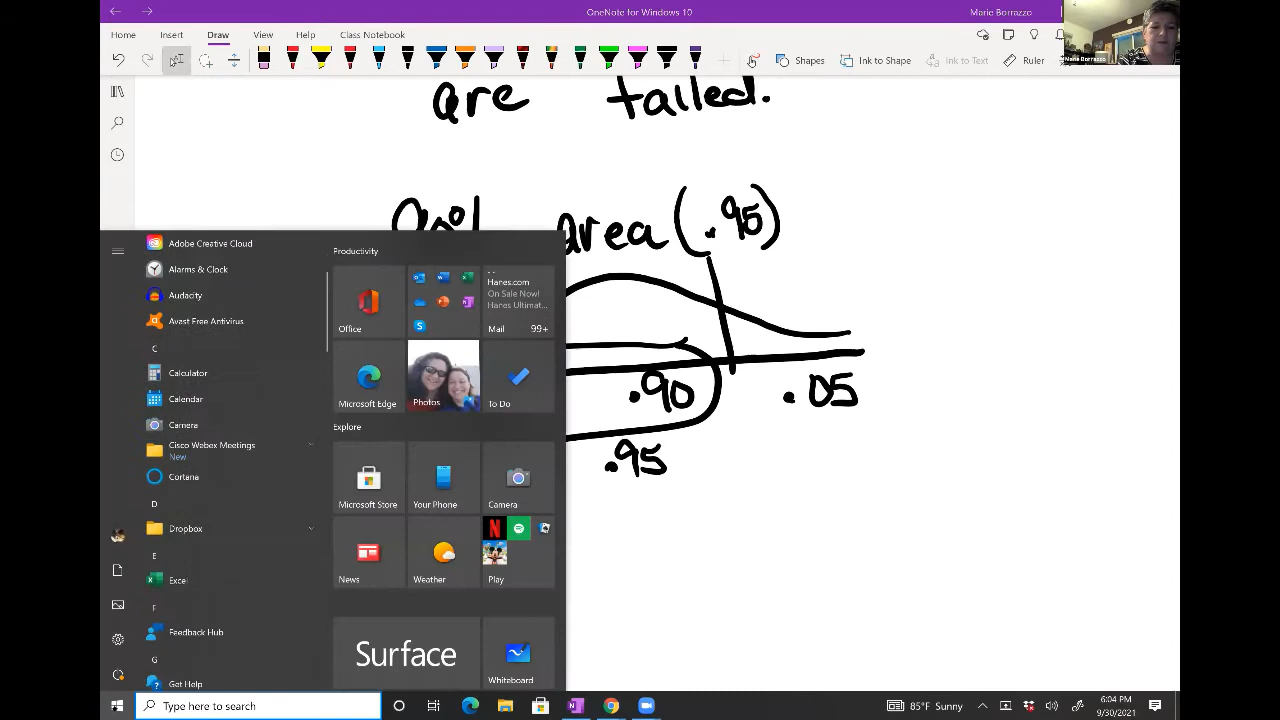 OneNote for Windows 10
Marie Borrazzo
Marie Borrazzo
Home Insert Draw View Help Class Notebook
Shapes Ink to Shape Ink to Text Ruler
are tailed.
area (.95)
.90 .05
.95
Adobe Creative Cloud
Alarms & Clock
Audacity
Avast Free Antivirus
C
Calculator
Calendar
Camera
Cisco Webex Meetings
New
Cortana
D
Dropbox
E
Excel
F
Feedback Hub
G
Get Help
Productivity
Office
Hanes.com
On Sale Now!
Hanes Ultimat...
Mail 99+
Microsoft Edge
Photos
To Do
Explore
Microsoft Store
Your Phone
Camera
News
Weather
Play
Surface
Whiteboard
Type here to search
85°F Sunny
6:04 PM
9/30/2021